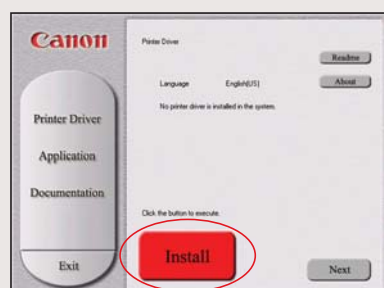 Canon
Printer Driver
Readme
Language English(US)
About
No printer driver is installed in the system.
Printer Driver
Application
Documentation
Click the button to execute.
Install
Exit
Next